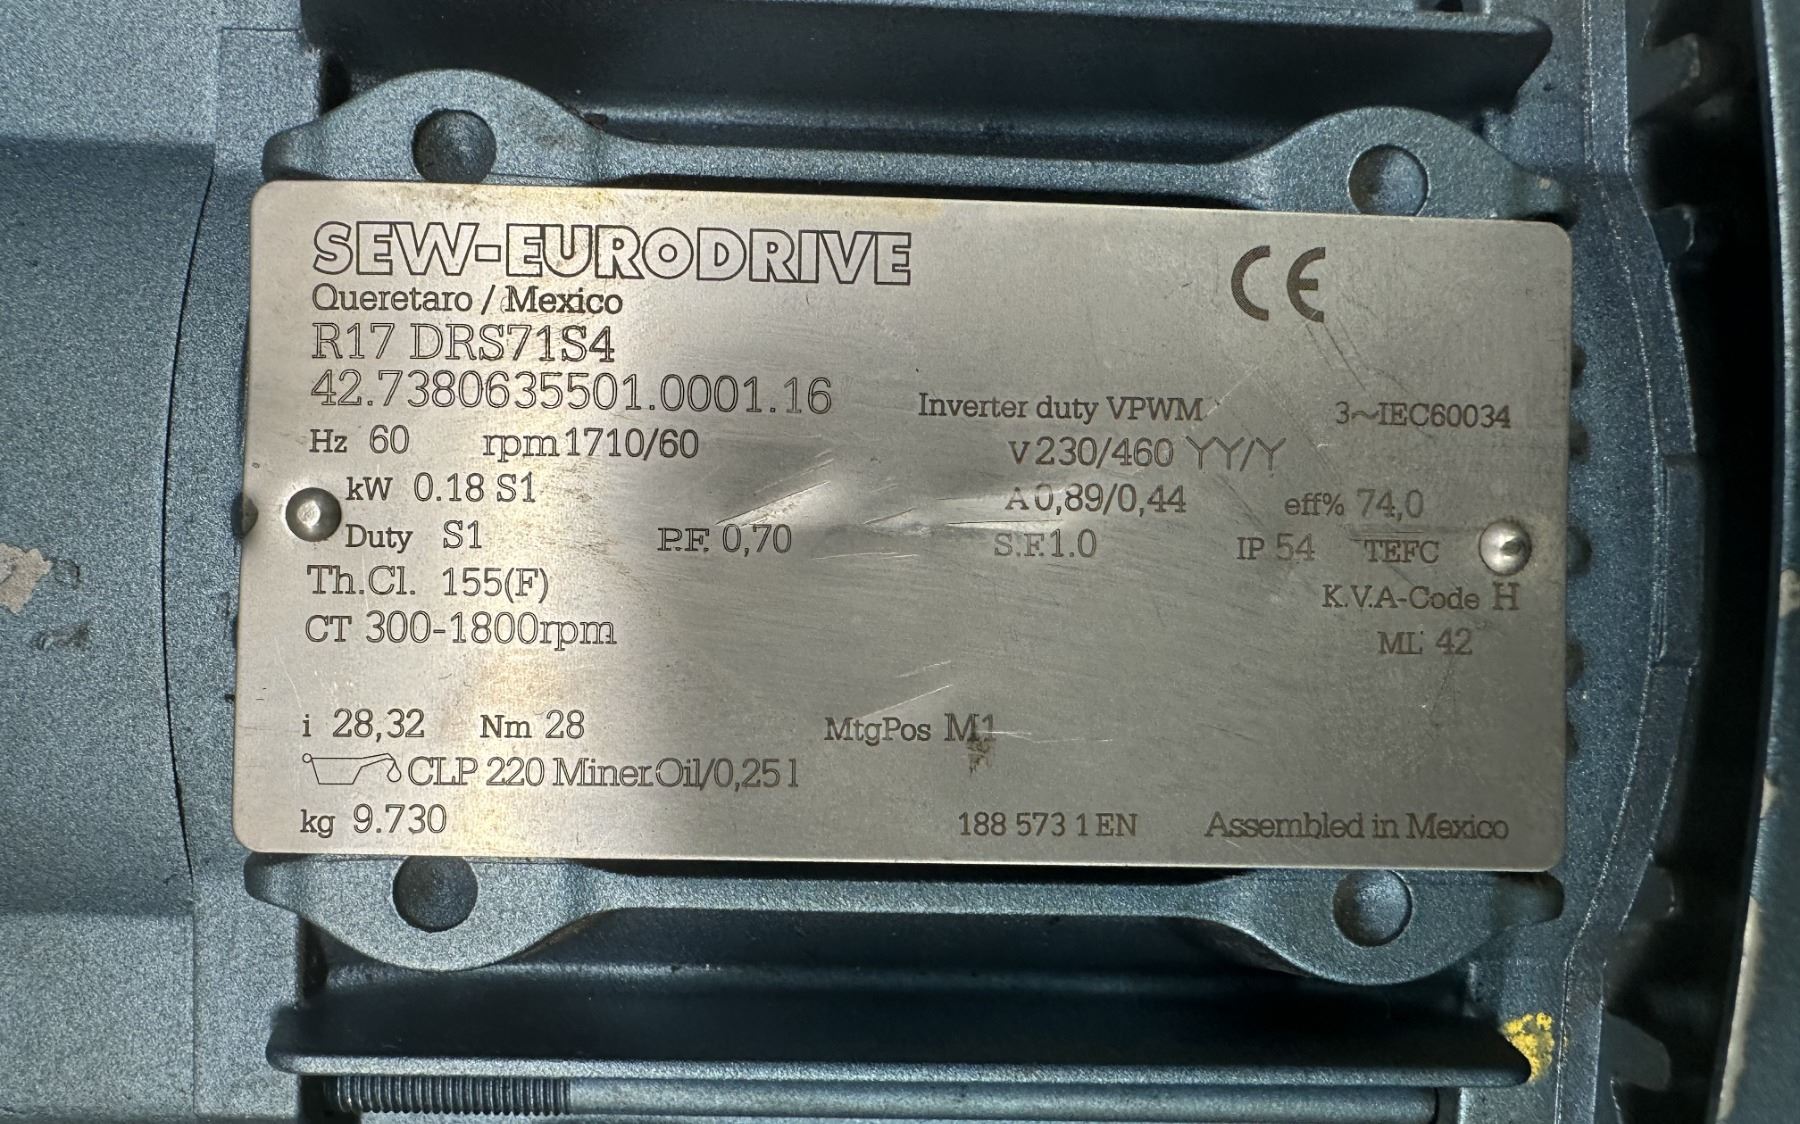 SEW-EURODRIVE
CE
Queretaro / Mexico
R17 DRS71S4
42.7380635501.0001.16
Inverter duty VPWM 3~IEC60034
Hz 60 rpm 1710/60 V 230/460 YY/Y
kW 0.18 S1 A 0,89/0,44 eff% 74,0
Duty S1 P.F. 0,70 S.F. 1.0 IP 54 TEFC
Th.Cl. 155(F) K.V.A-Code H
CT 300-1800rpm ML 42
i 28,32 Nm 28 MtgPos M1
CLP 220 Miner.Oil/0,25 l
kg 9.730 188 573 1 EN Assembled in Mexico